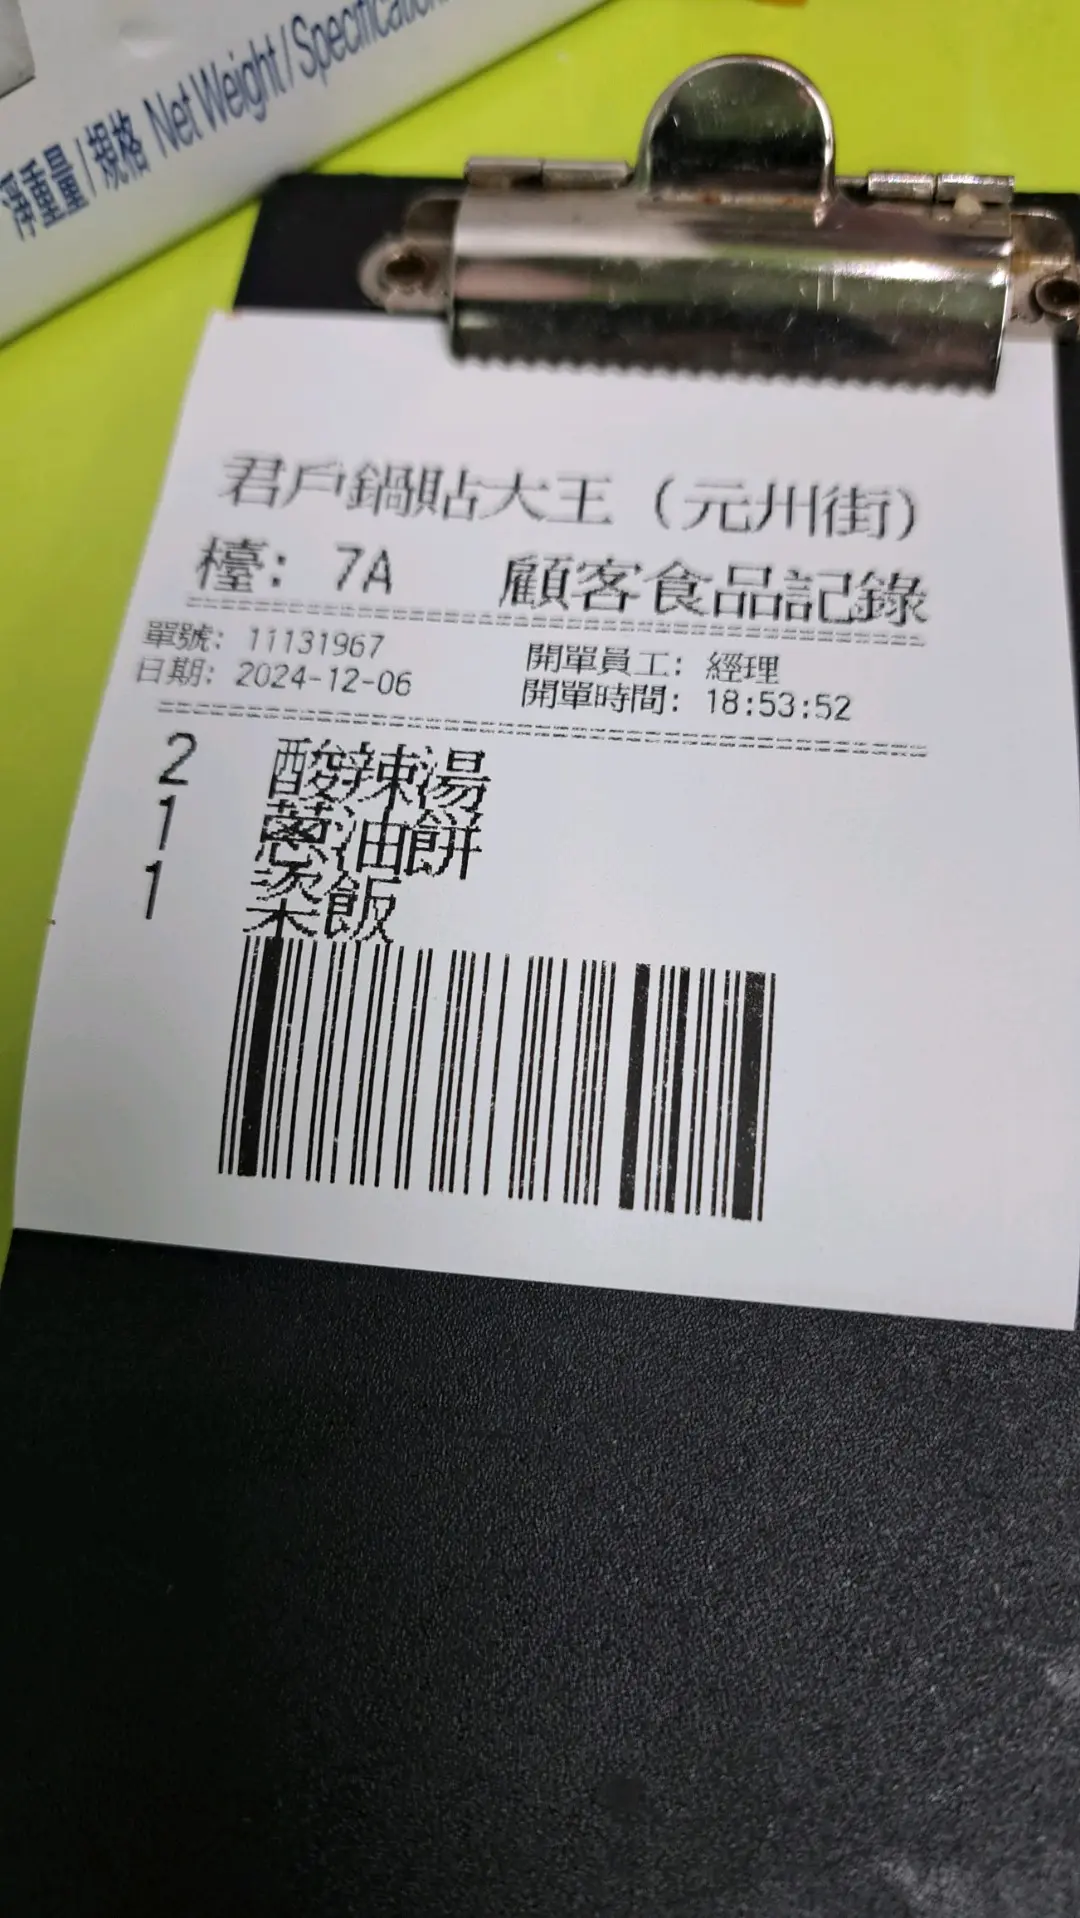 淨重量/規格 Net Weight/Specification
君戶鍋貼大王(元州街)
檯: 7A 顧客食品記錄
單號: 11131967 開單員工: 經理
日期: 2024-12-06 開單時間: 18:53:52
2 酸辣湯
1 蔥油餅
1 粢飯